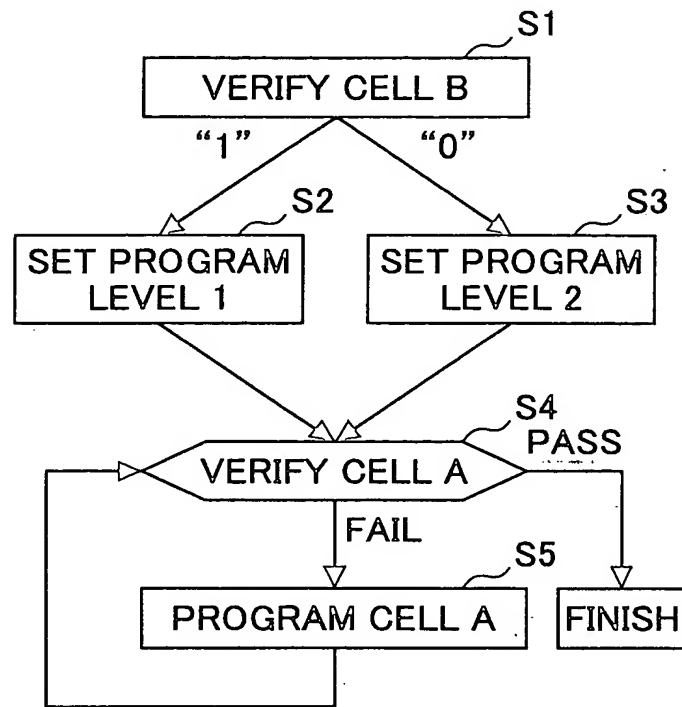 S1
VERIFY CELL B
“1”
“0”
S2
S3
SET PROGRAM
LEVEL 1
SET PROGRAM
LEVEL 2
S4
VERIFY CELL A
PASS
FAIL
S5
PROGRAM CELL A
FINISH